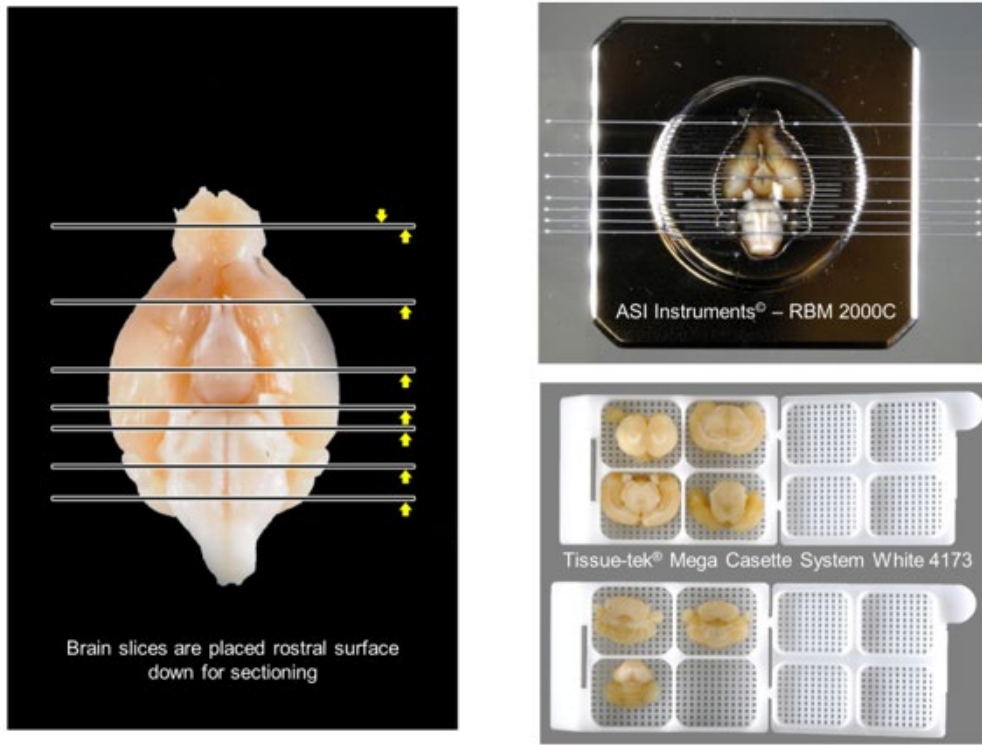 Brain slices are placed rostral surface
down for sectioning
ASI Instruments© – RBM 2000C
Tissue-tek® Mega Casette System White 4173